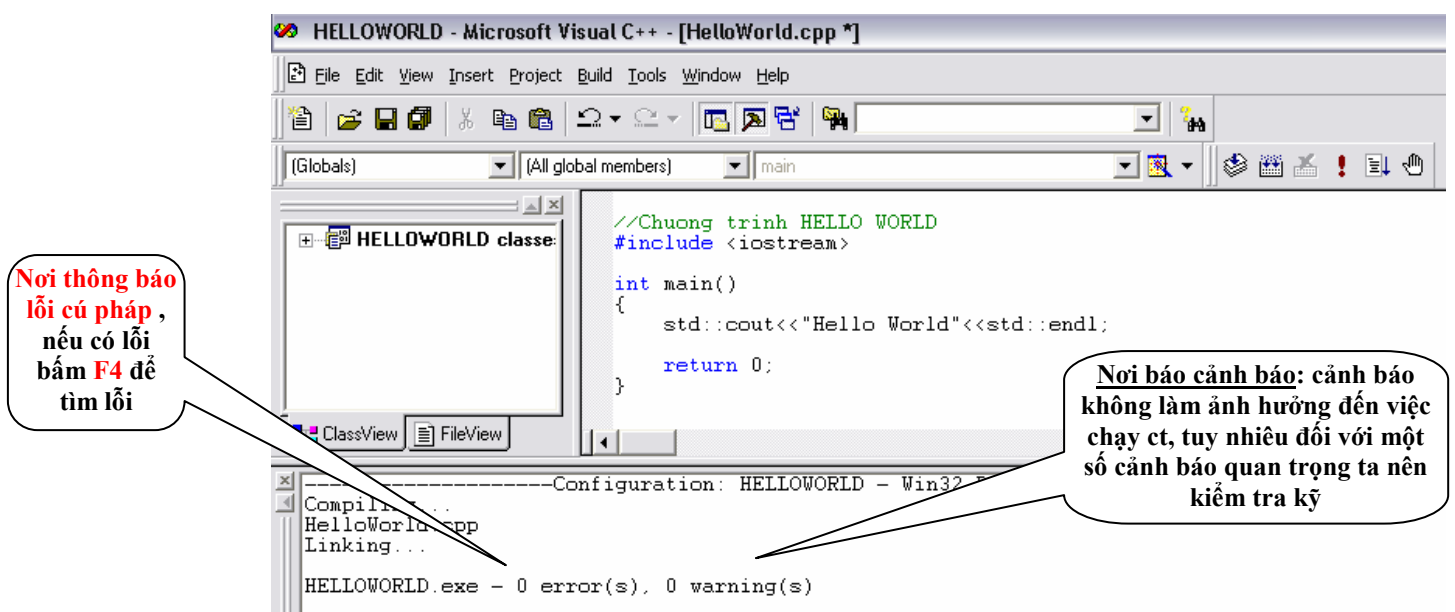 HELLOWORLD - Microsoft Visual C++ - [HelloWorld.cpp *]
File Edit View Insert Project Build Tools Window Help
(Globals) (All global members) main
HELLOWORLD classe
//Chuong trinh HELLO WORLD
#include <iostream>
int main()
{
std::cout<<"Hello World"<<std::endl;
return 0;
}
Nơi thông báo
lỗi cú pháp ,
nếu có lỗi
bấm F4 để
tìm lỗi
Nơi báo cảnh báo: cảnh báo
không làm ảnh hưởng đến việc
chạy ct, tuy nhiêu đối với một
số cảnh báo quan trọng ta nên
kiểm tra kỹ
ClassView FileView
--------------------Configuration: HELLOWORLD - Win32
Compiling...
HelloWorld.cpp
Linking...
HELLOWORLD.exe - 0 error(s), 0 warning(s)